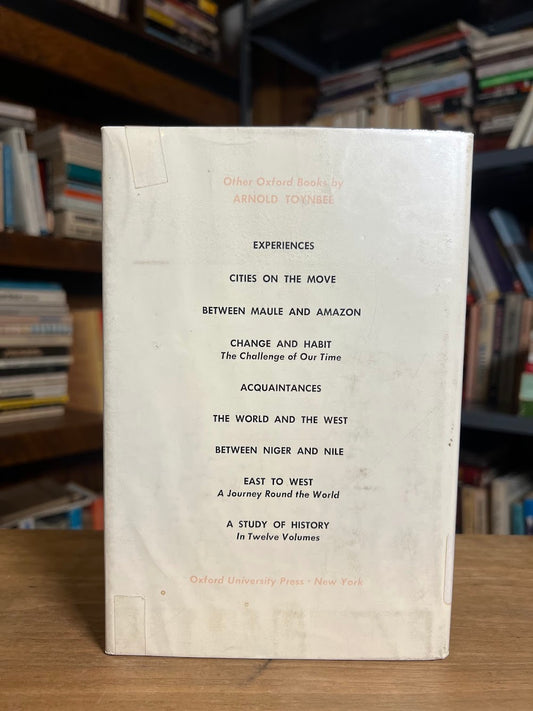 Other Oxford Books by
ARNOLD TOYNBEE
EXPERIENCES
CITIES ON THE MOVE
BETWEEN MAULE AND AMAZON
CHANGE AND HABIT
The Challenge of Our Time
ACQUAINTANCES
THE WORLD AND THE WEST
BETWEEN NIGER AND NILE
EAST TO WEST
A Journey Round the World
A STUDY OF HISTORY
In Twelve Volumes
Oxford University Press · New York